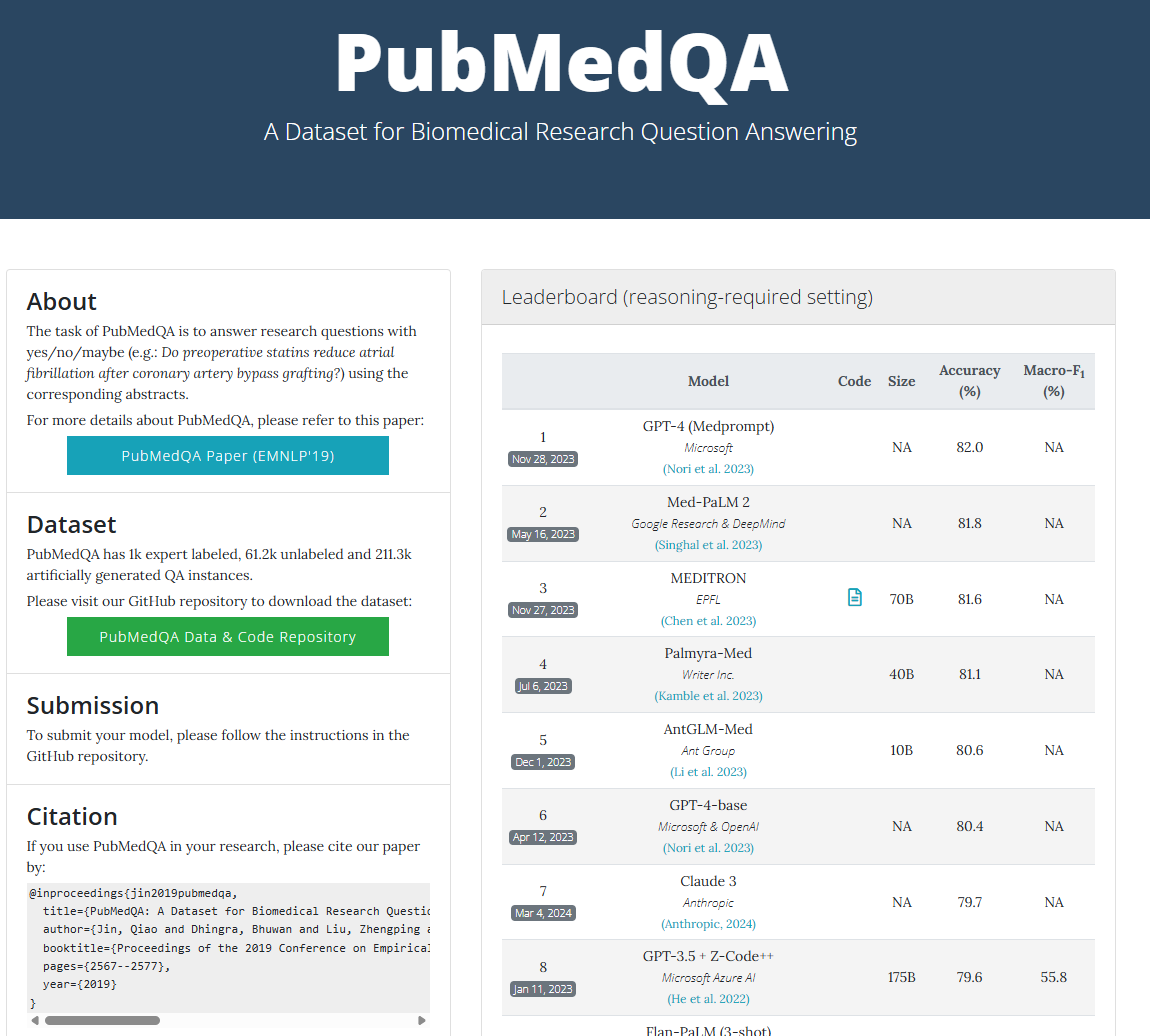 PubMedQA
A Dataset for Biomedical Research Question Answering
About
The task of PubMedQA is to answer research questions with
yes/no/maybe (e.g.: Do preoperative statins reduce atrial
fibrillation after coronary artery bypass grafting?) using the
corresponding abstracts.
For more details about PubMedQA, please refer to this paper:
PubMedQA Paper (EMNLP'19)
Dataset
PubMedQA has 1k expert labeled, 61.2k unlabeled and 211.3k
artificially generated QA instances.
Please visit our GitHub repository to download the dataset:
PubMedQA Data & Code Repository
Submission
To submit your model, please follow the instructions in the
GitHub repository.
Citation
If you use PubMedQA in your research, please cite our paper
by:
@inproceedings{jin2019pubmedqa,
title={PubMedQA: A Dataset for Biomedical Research Questio
author={Jin, Qiao and Dhingra, Bhuwan and Liu, Zhengping a
booktitle={Proceedings of the 2019 Conference on Empirical
pages={2567--2577},
year={2019}
}
Leaderboard (reasoning-required setting)
Model Code Size Accuracy (%) Macro-F1 (%)
1
Nov 28, 2023
GPT-4 (Medprompt)
Microsoft
(Nori et al. 2023)
NA 82.0 NA
2
May 16, 2023
Med-PaLM 2
Google Research & DeepMind
(Singhal et al. 2023)
NA 81.8 NA
3
Nov 27, 2023
MEDITRON
EPFL
(Chen et al. 2023)
70B 81.6 NA
4
Jul 6, 2023
Palmyra-Med
Writer Inc.
(Kamble et al. 2023)
40B 81.1 NA
5
Dec 1, 2023
AntGLM-Med
Ant Group
(Li et al. 2023)
10B 80.6 NA
6
Apr 12, 2023
GPT-4-base
Microsoft & OpenAI
(Nori et al. 2023)
NA 80.4 NA
7
Mar 4, 2024
Claude 3
Anthropic
(Anthropic, 2024)
NA 79.7 NA
8
Jan 11, 2023
GPT-3.5 + Z-Code++
Microsoft Azure AI
(He et al. 2022)
175B 79.6 55.8
Flan-PaLM (3-shot)